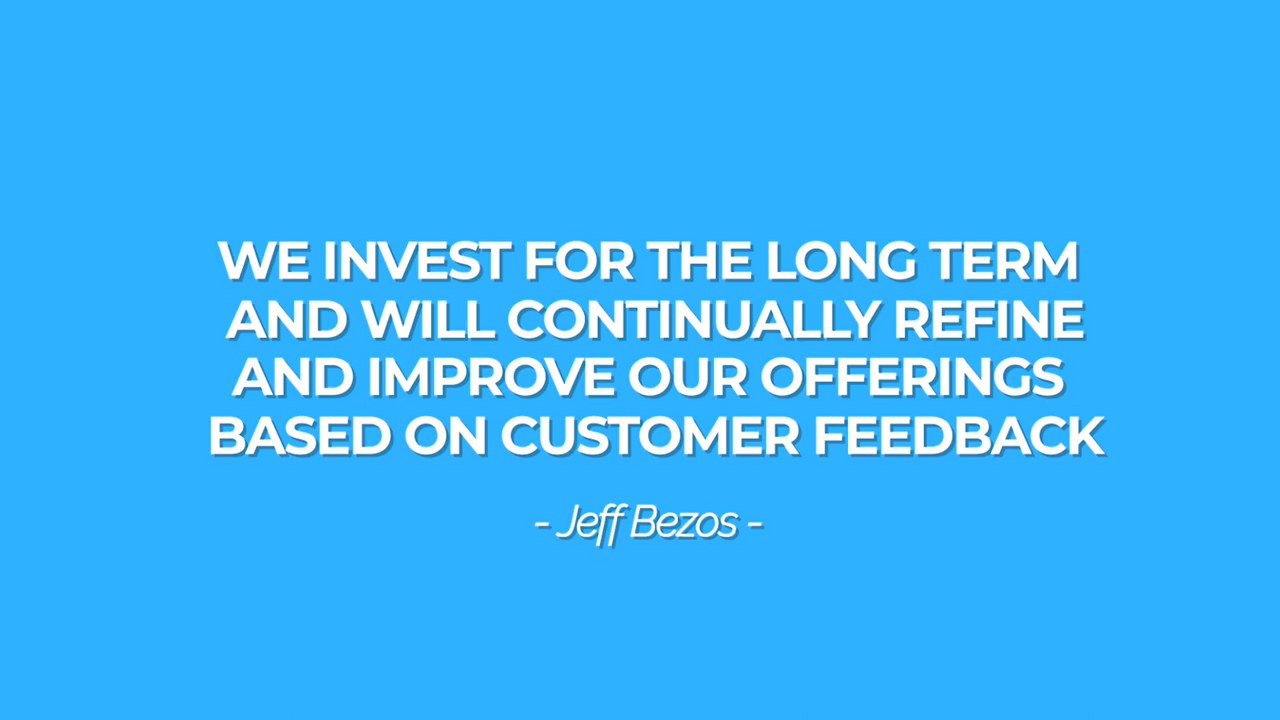 WE INVEST FOR THE LONG TERM
AND WILL CONTINUALLY REFINE
AND IMPROVE OUR OFFERINGS
BASED ON CUSTOMER FEEDBACK
- Jeff Bezos -